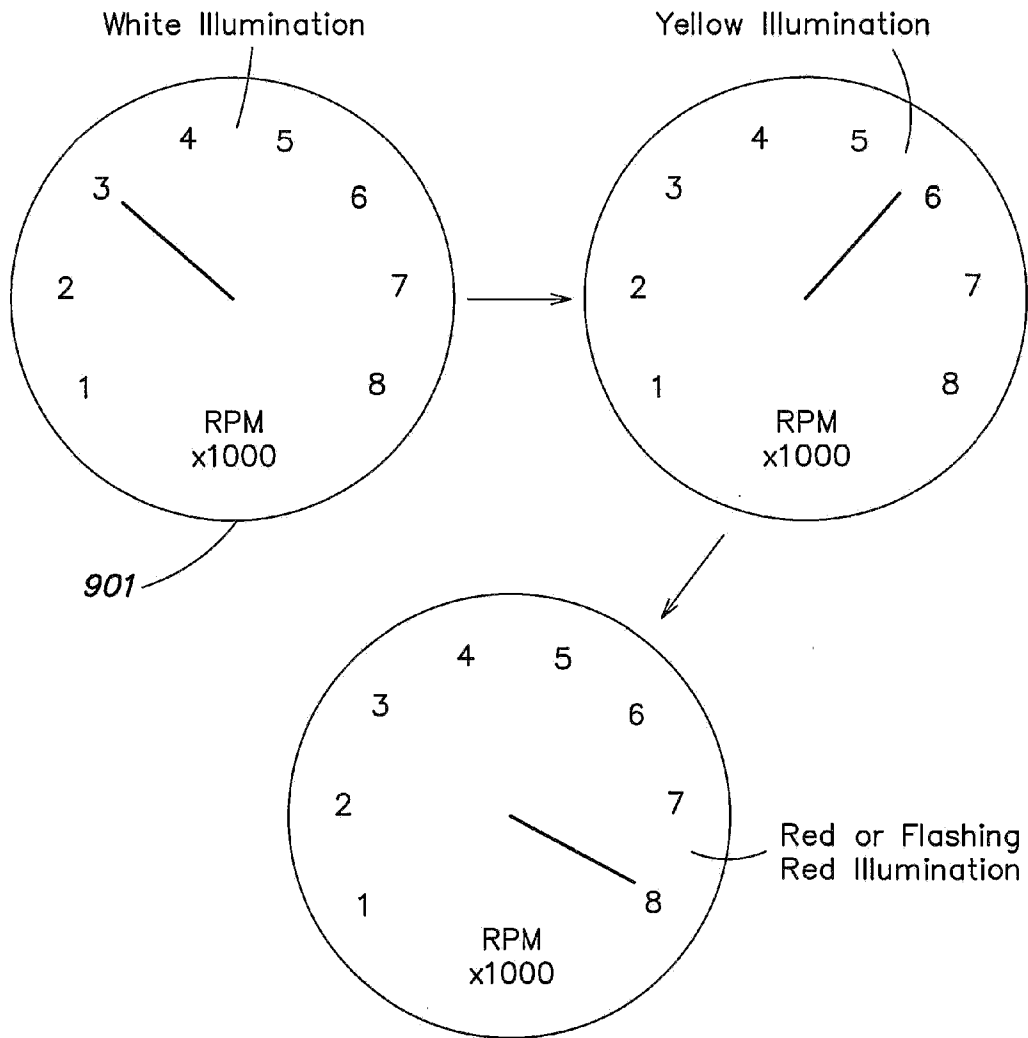 White Illumination
4
5
3
6
2
7
1
8
RPM
x1000
901
Yellow Illumination
4
5
3
6
2
7
1
8
RPM
x1000
4
5
3
6
2
7
Red or Flashing
Red Illumination
1
8
RPM
x1000